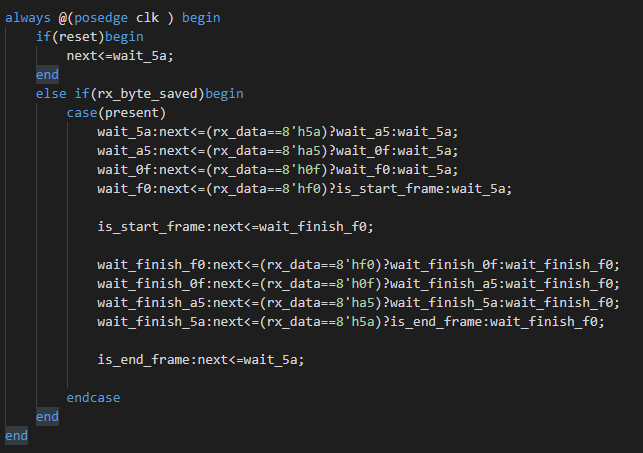 always @(posedge clk ) begin
if(reset)begin
next<=wait_5a;
end
else if(rx_byte_saved)begin
case(present)
wait_5a:next<=(rx_data==8'h5a)?wait_a5:wait_5a;
wait_a5:next<=(rx_data==8'ha5)?wait_0f:wait_5a;
wait_0f:next<=(rx_data==8'h0f)?wait_f0:wait_5a;
wait_f0:next<=(rx_data==8'hf0)?is_start_frame:wait_5a;
is_start_frame:next<=wait_finish_f0;
wait_finish_f0:next<=(rx_data==8'hf0)?wait_finish_0f:wait_finish_f0;
wait_finish_0f:next<=(rx_data==8'h0f)?wait_finish_a5:wait_finish_f0;
wait_finish_a5:next<=(rx_data==8'ha5)?wait_finish_5a:wait_finish_f0;
wait_finish_5a:next<=(rx_data==8'h5a)?is_end_frame:wait_finish_f0;
is_end_frame:next<=wait_5a;
endcase
end
end